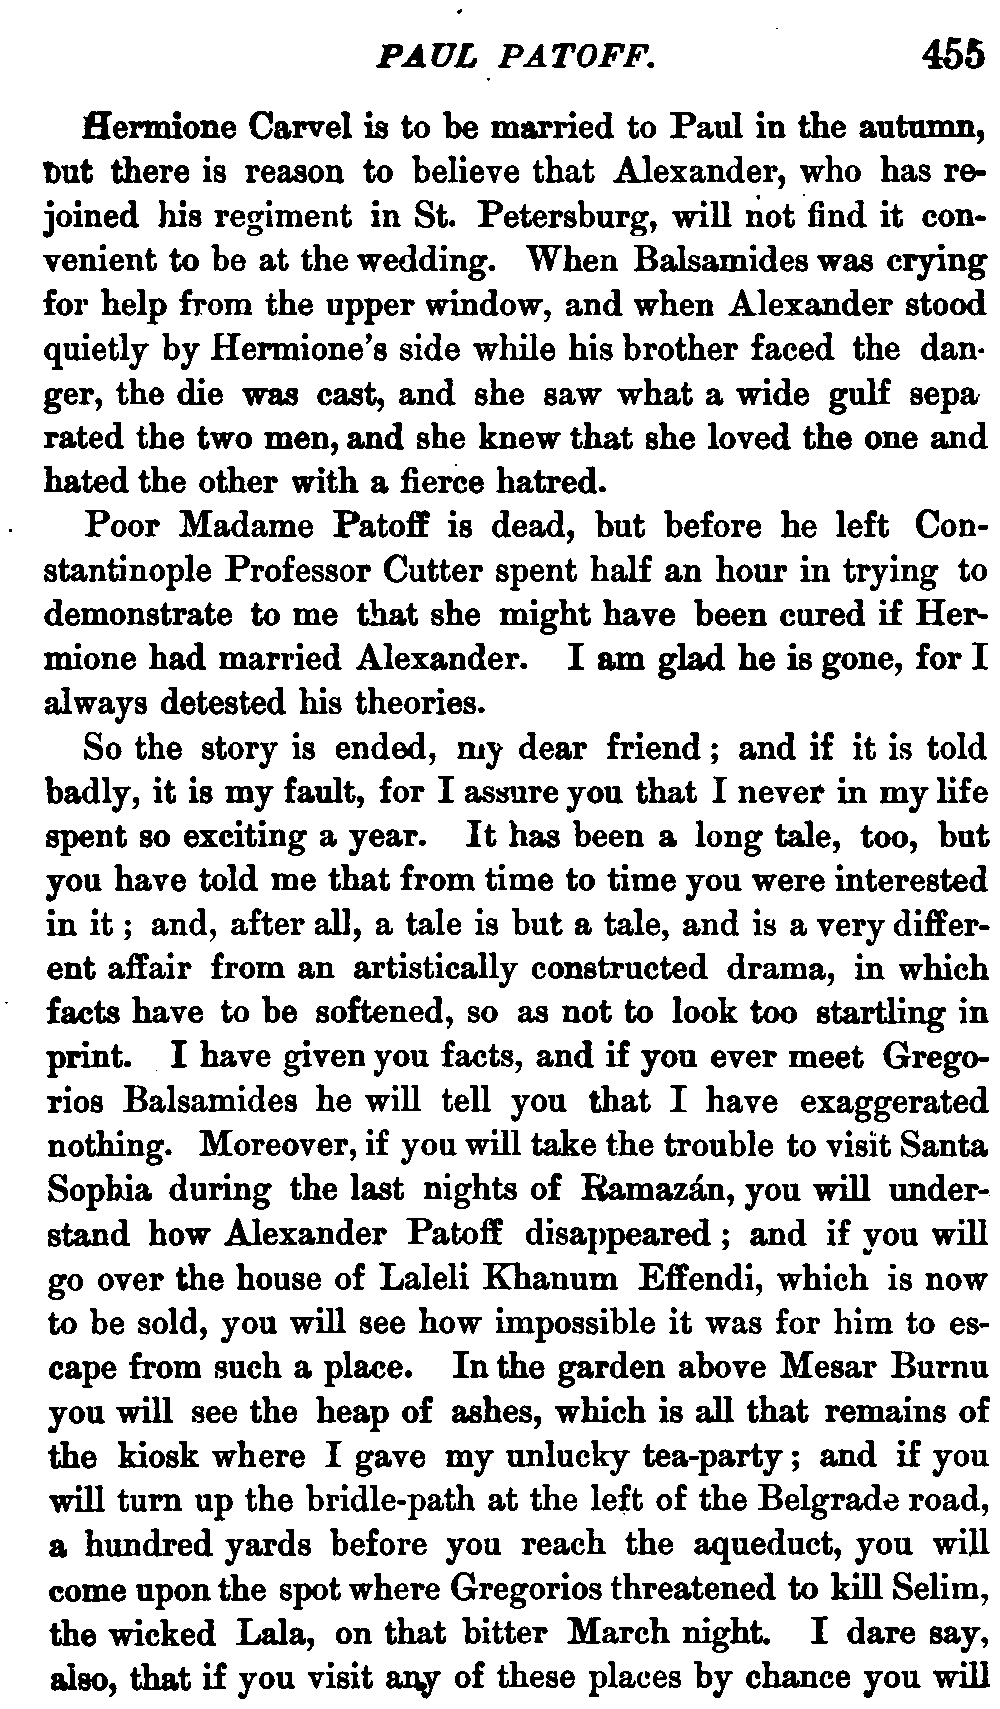 PAUL PATOFF. 455
Hermione Carvel is to be married to Paul in the autumn,
but there is reason to believe that Alexander, who has re-
joined his regiment in St. Petersburg, will not find it con-
venient to be at the wedding. When Balsamides was crying
for help from the upper window, and when Alexander stood
quietly by Hermione's side while his brother faced the dan-
ger, the die was cast, and she saw what a wide gulf sepa
rated the two men, and she knew that she loved the one and
hated the other with a fierce hatred.
Poor Madame Patoff is dead, but before he left Con-
stantinople Professor Cutter spent half an hour in trying to
demonstrate to me that she might have been cured if Her-
mione had married Alexander. I am glad he is gone, for I
always detested his theories.
So the story is ended, my dear friend; and if it is told
badly, it is my fault, for I assure you that I never in my life
spent so exciting a year. It has been a long tale, too, but
you have told me that from time to time you were interested
in it; and, after all, a tale is but a tale, and is a very differ-
ent affair from an artistically constructed drama, in which
facts have to be softened, so as not to look too startling in
print. I have given you facts, and if you ever meet Grego-
rios Balsamides he will tell you that I have exaggerated
nothing. Moreover, if you will take the trouble to visit Santa
Sophia during the last nights of Ramazán, you will under-
stand how Alexander Patoff disappeared; and if you will
go over the house of Laleli Khanum Effendi, which is now
to be sold, you will see how impossible it was for him to es-
cape from such a place. In the garden above Mesar Burnu
you will see the heap of ashes, which is all that remains of
the kiosk where I gave my unlucky tea-party; and if you
will turn up the bridle-path at the left of the Belgrade road,
a hundred yards before you reach the aqueduct, you will
come upon the spot where Gregorios threatened to kill Selim,
the wicked Lala, on that bitter March night. I dare say,
also, that if you visit any of these places by chance you will